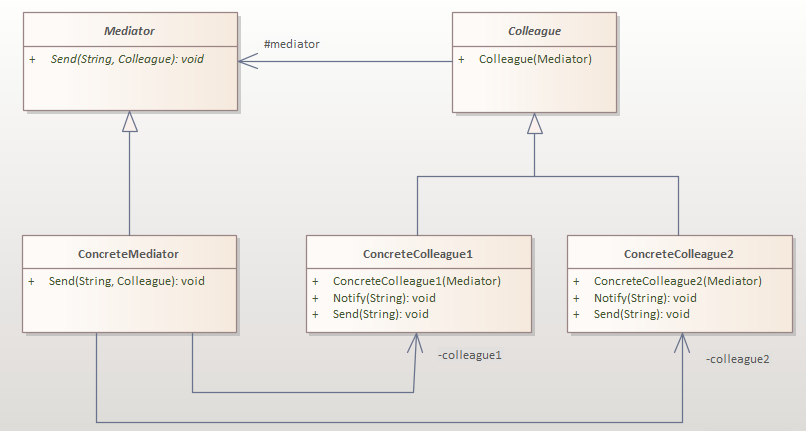 Mediator
+ Send(String, Colleague): void
#mediator
Colleague
+ Colleague(Mediator)
ConcreteMediator
+ Send(String, Colleague): void
ConcreteColleague1
+ ConcreteColleague1(Mediator)
+ Notify(String): void
+ Send(String): void
ConcreteColleague2
+ ConcreteColleague2(Mediator)
+ Notify(String): void
+ Send(String): void
-colleague1
-colleague2